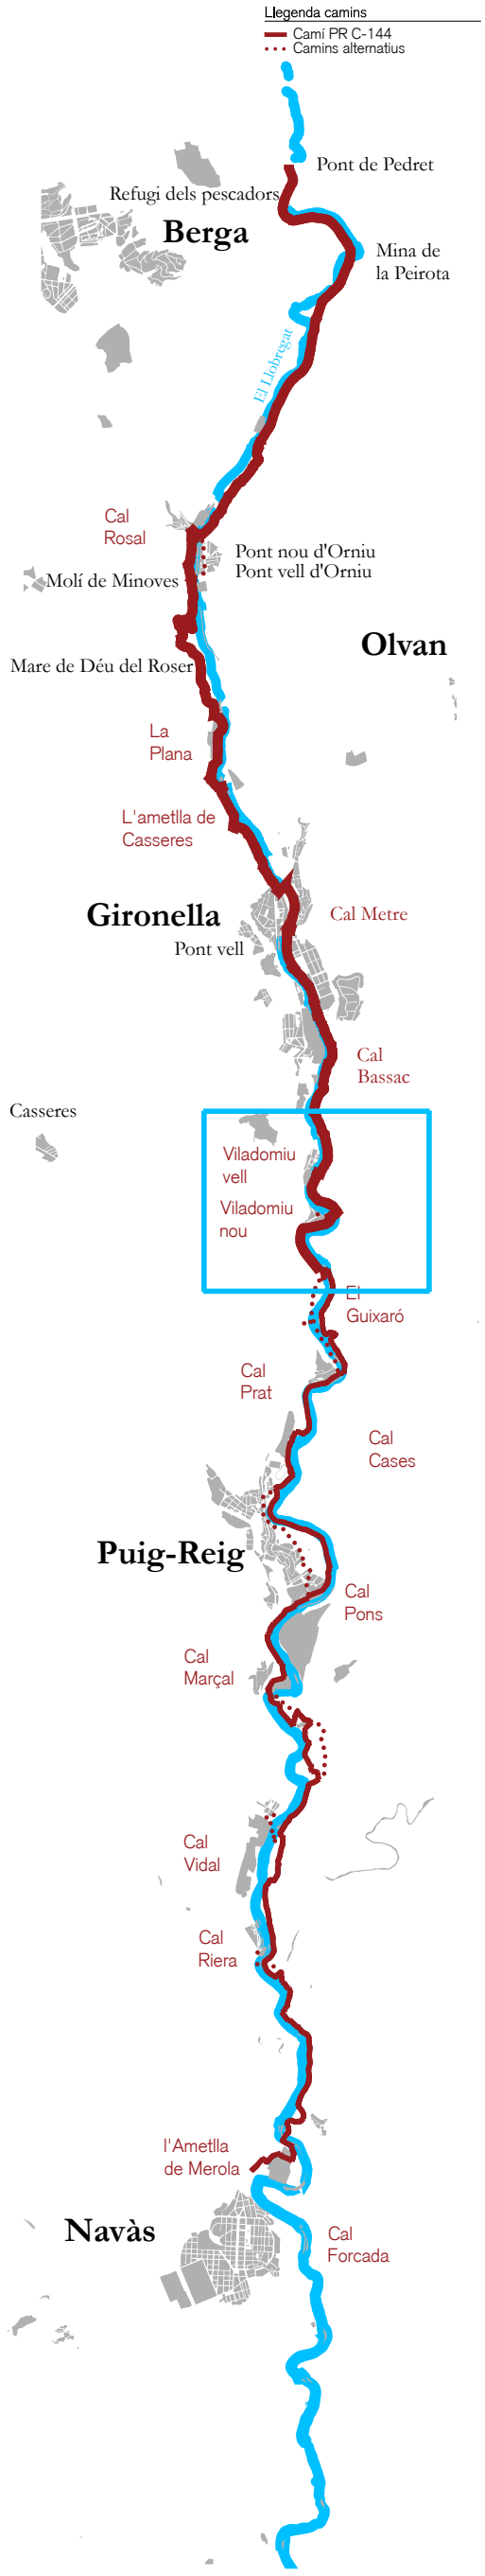 Llegenda camins
Camí PR C-144
Camins alternatius
Pont de Pedret
Refugi dels pescadors
Berga
Mina de
la Peirota
El Llobregat
Cal
Rosal
Pont nou d'Orniu
Pont vell d'Orniu
Molí de Minoves
Olvan
Mare de Déu del Roser
La
Plana
L'ametlla de
Casseres
Gironella
Cal Metre
Pont vell
Cal
Bassac
Casseres
Viladomiu
vell
Viladomiu
nou
El
Guixaró
Cal
Prat
Cal
Cases
Puig-Reig
Cal
Pons
Cal
Marçal
Cal
Vidal
Cal
Riera
l'Ametlla
de Merola
Navàs
Cal
Forcada